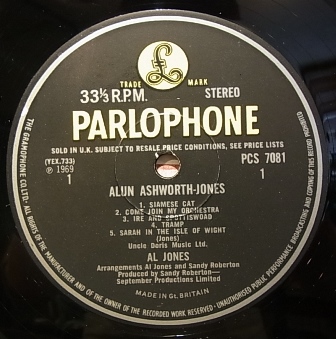 £
TRADE MARK
33⅓ R.P.M. STEREO
PARLOPHONE
SOLD IN U.K. SUBJECT TO RESALE PRICE CONDITIONS, SEE PRICE LISTS
(YEX.733) PCS 7081
℗ 1969
1 1
ALUN ASHWORTH-JONES
1. SIAMESE CAT
2. COME JOIN MY ORCHESTRA
3. IRE AND SPOTTISWOAD
4. TRAMP
5. SARAH IN THE ISLE OF WIGHT
(Jones)
Uncle Doris Music Ltd.
AL JONES
Arrangements Al Jones and Sandy Roberton
Produced by Sandy Roberton—
September Productions Limited
MADE IN GT. BRITAIN
THE GRAMOPHONE CO. LTD. ALL RIGHTS OF THE MANUFACTURER AND OF THE OWNER OF THE RECORDED WORK RESERVED · UNAUTHORISED PUBLIC PERFORMANCE BROADCASTING AND COPYING OF THIS RECORD PROHIBITED